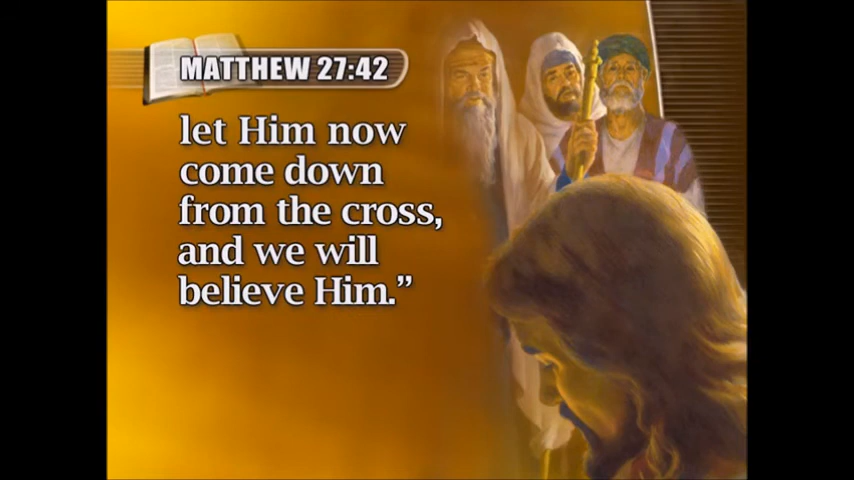 MATTHEW 27:42
let Him now
come down
from the cross,
and we will
believe Him.”